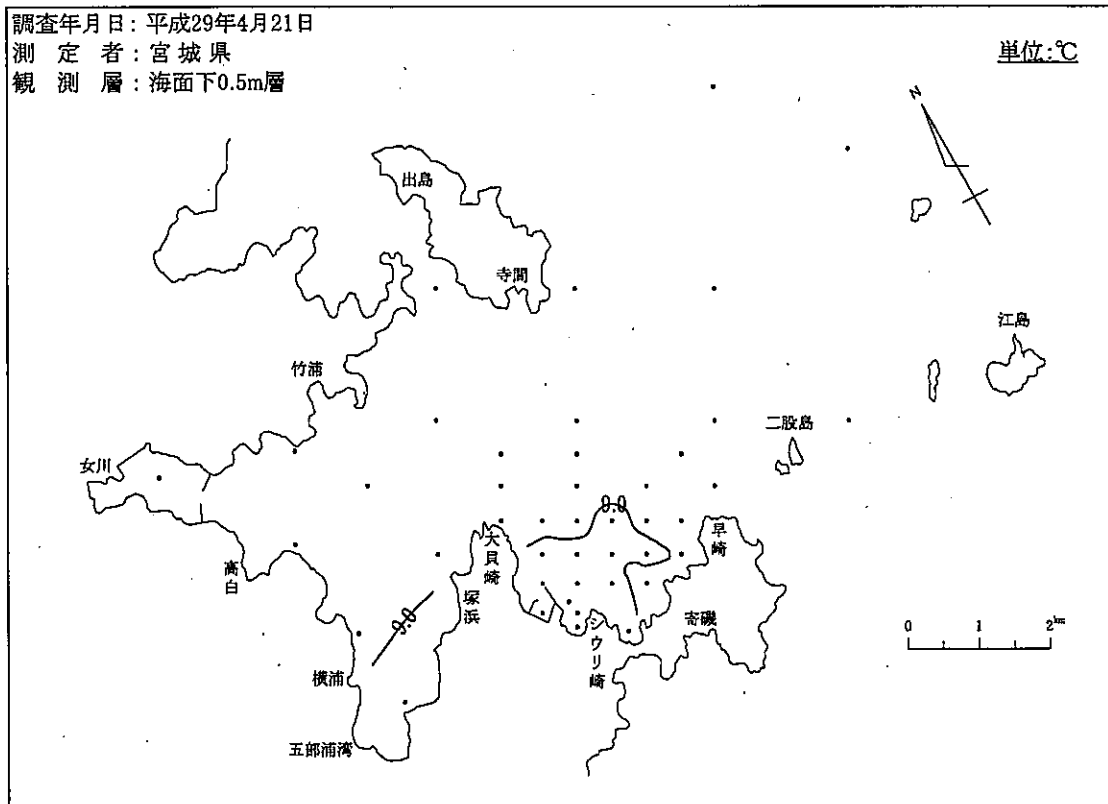 調査年月日：平成29年4月21日
測定者：宮城県
観測層：海面下0.5m層
単位：℃
N
出島
寺間
江島
竹浦
二股島
女川
9.0
早崎
大貝崎
高白
塚浜
9.0
シウリ崎
寄磯
0 1 2km
横浦
五部浦湾